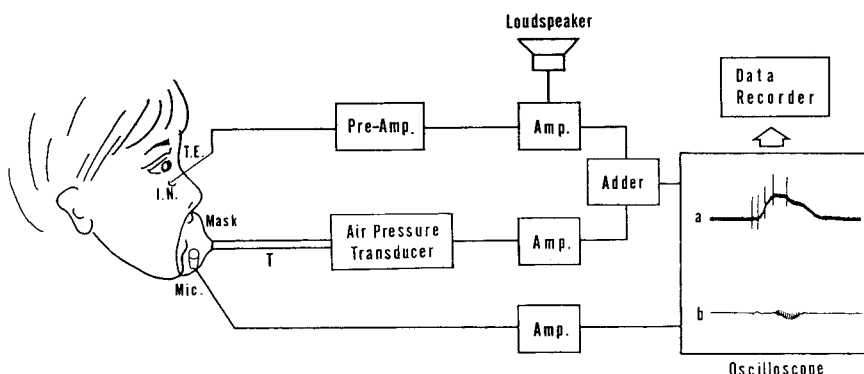 Loudspeaker
Data
Recorder
T.E.
Pre-Amp.
Amp.
I.N.
Adder
Mask
a
Air Pressure
Transducer
Amp.
T
Mic.
b
Amp.
Oscilloscope